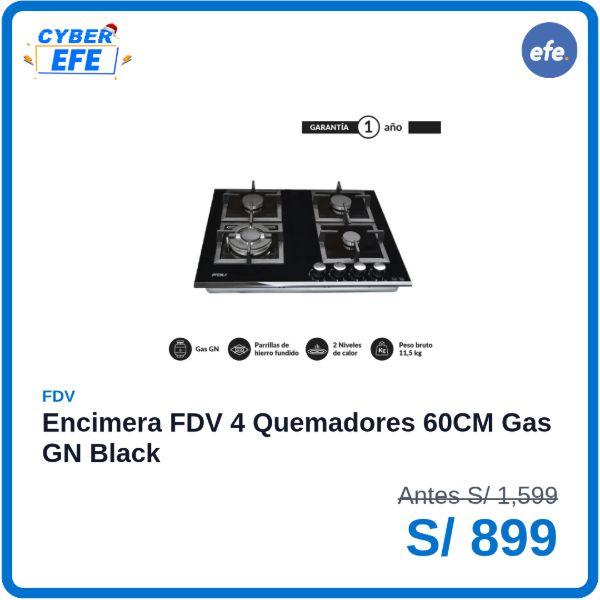 CYBER
EFE
efe.
GARANTÍA 1 año
FDV
Gas GN
Parrillas de
hierro fundido
2 Niveles
de calor
Kg
Peso bruto
11,5 kg
FDV
Encimera FDV 4 Quemadores 60CM Gas
GN Black
Antes S/ 1,599
S/ 899